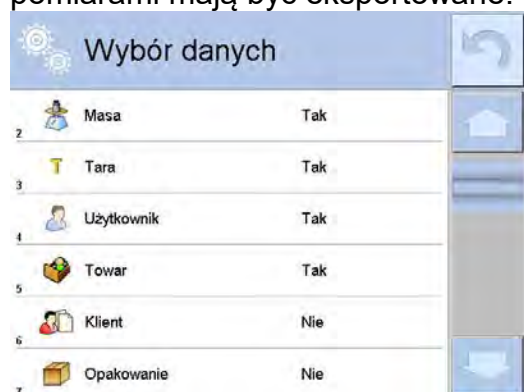 pomiarami mają być eksportowane.
Wybór danych
2 Masa Tak
3 T Tara Tak
4 Użytkownik Tak
5 Towar Tak
6 Klient Nie
7 Opakowanie Nie